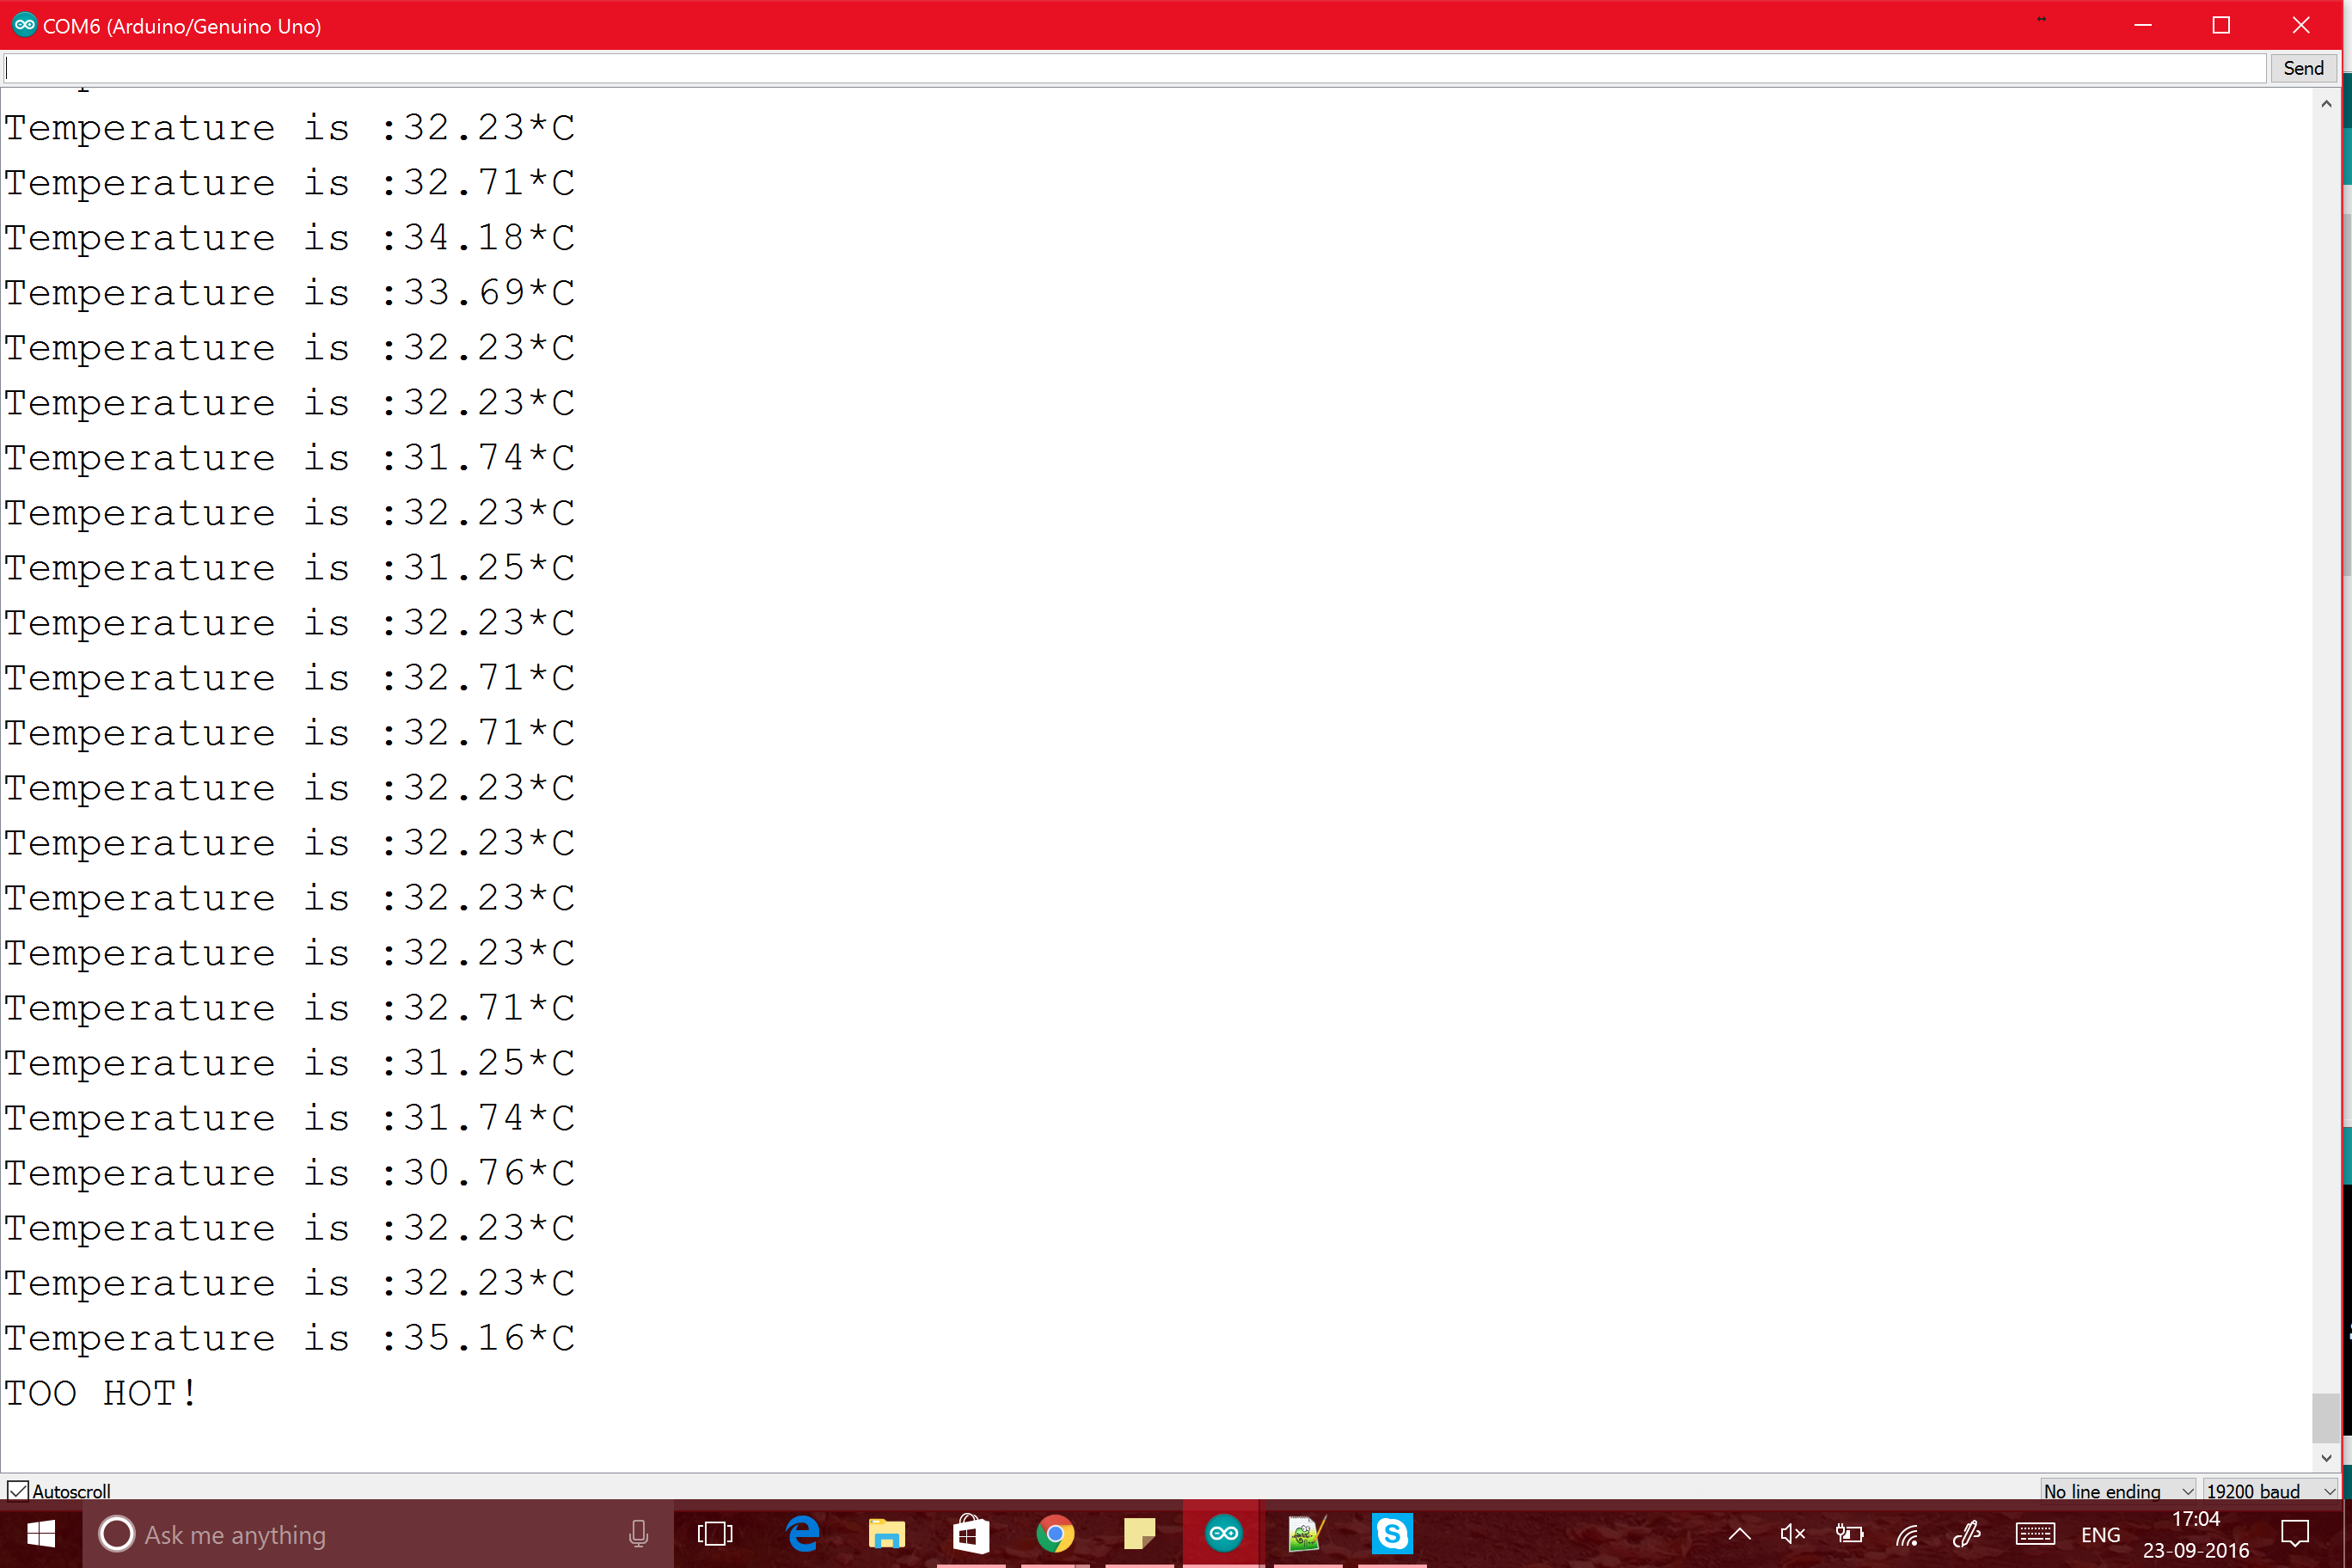 COM6 (Arduino/Genuino Uno)
Send
Temperature is :32.23*C
Temperature is :32.71*C
Temperature is :34.18*C
Temperature is :33.69*C
Temperature is :32.23*C
Temperature is :32.23*C
Temperature is :31.74*C
Temperature is :32.23*C
Temperature is :31.25*C
Temperature is :32.23*C
Temperature is :32.71*C
Temperature is :32.71*C
Temperature is :32.23*C
Temperature is :32.23*C
Temperature is :32.23*C
Temperature is :32.23*C
Temperature is :32.71*C
Temperature is :31.25*C
Temperature is :31.74*C
Temperature is :30.76*C
Temperature is :32.23*C
Temperature is :32.23*C
Temperature is :35.16*C
TOO HOT!
Autoscroll
No line ending
19200 baud
Ask me anything
ENG
17:04
23-09-2016